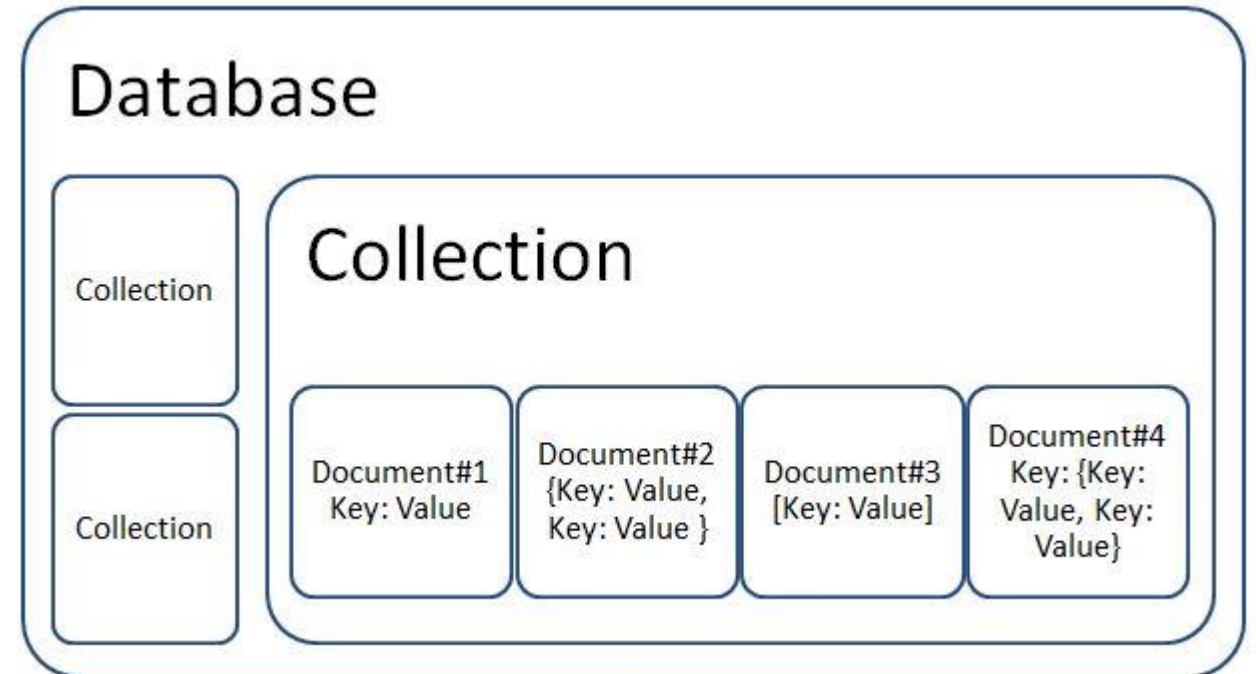 Database
Collection
Collection
Collection
Document#1
Key: Value
Document#2
{Key: Value,
Key: Value }
Document#3
[Key: Value]
Document#4
Key: {Key:
Value, Key:
Value}